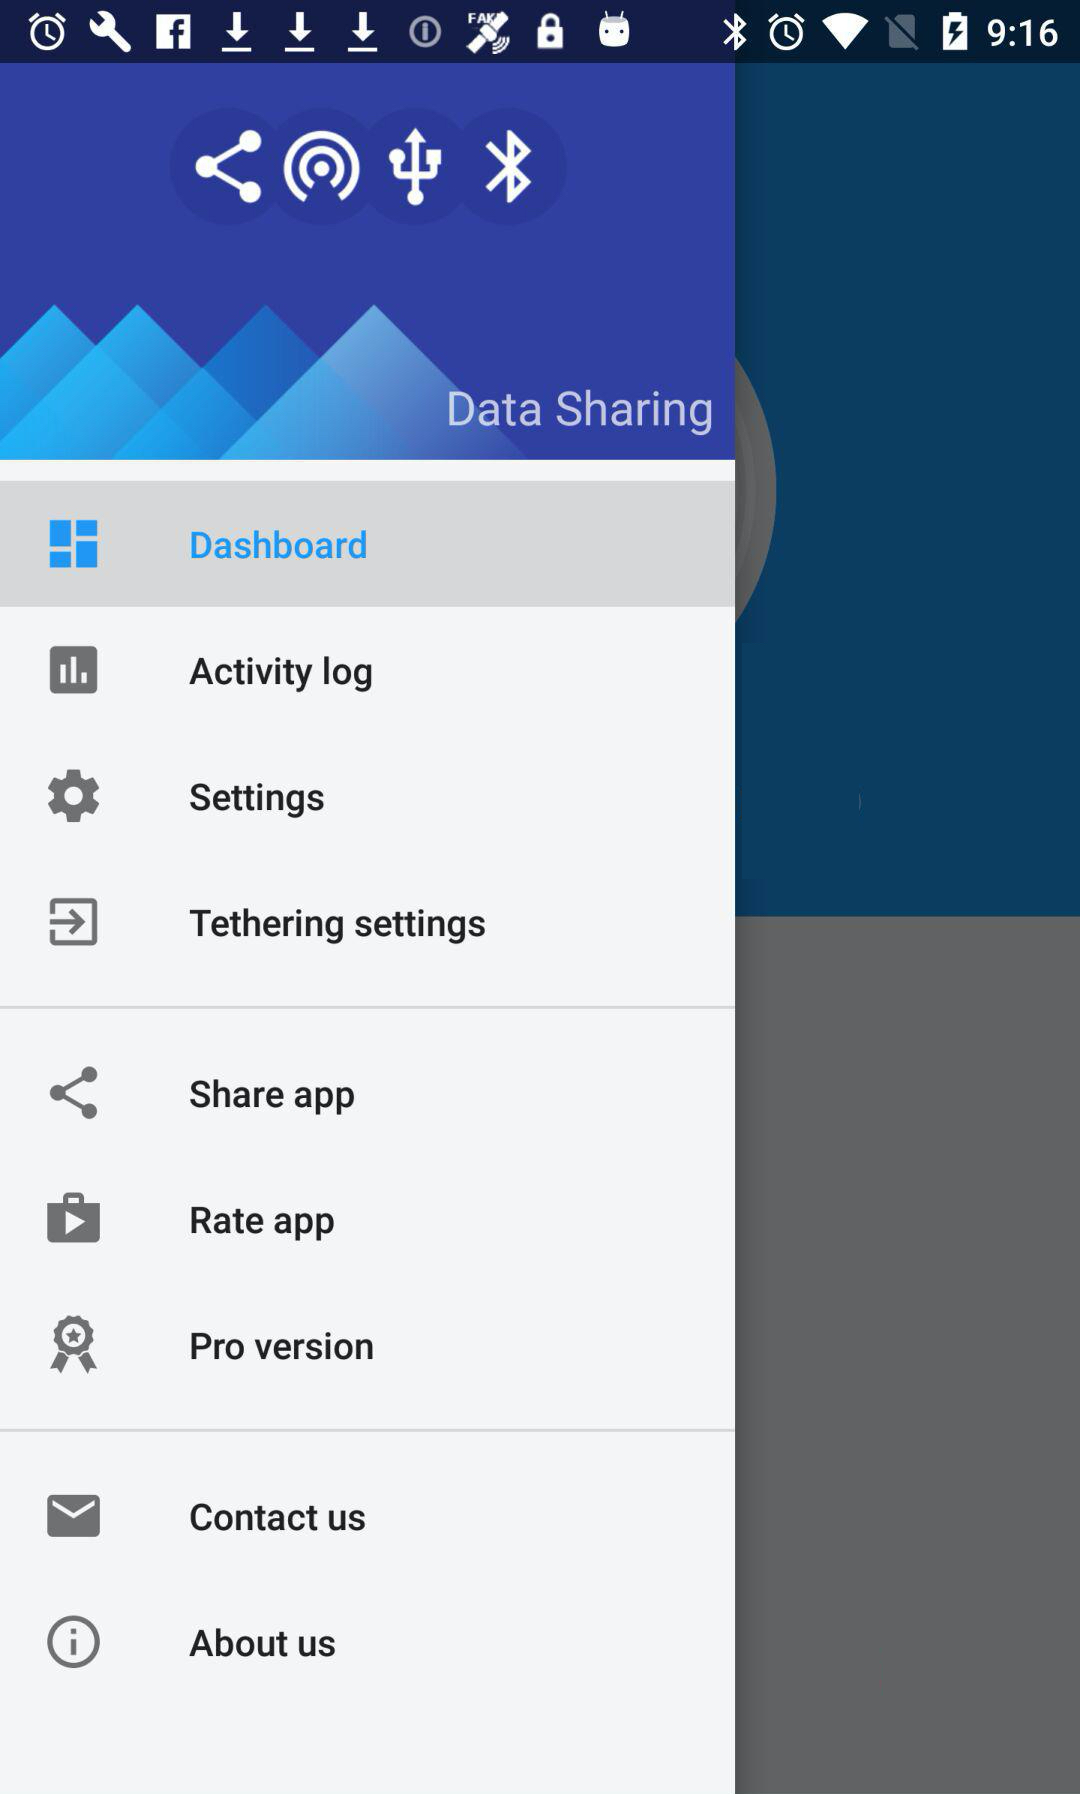 FAKE
9:16
Data Sharing
Dashboard
Activity log
Settings
Tethering settings
Share app
Rate app
Pro version
Contact us
About us